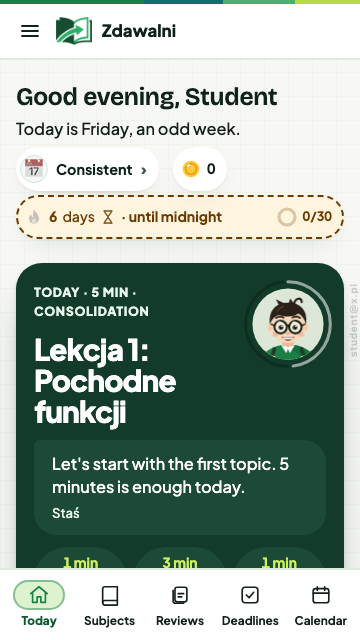 Zdawalni
Good evening, Student
Today is Friday, an odd week.
Consistent ›
0
6 days · until midnight
0/30
TODAY · 5 MIN ·
CONSOLIDATION
Lekcja 1:
Pochodne
funkcji
Let's start with the first topic. 5
minutes is enough today.
Staś
1 min 3 min 1 min
student@x.pl
Today Subjects Reviews Deadlines Calendar